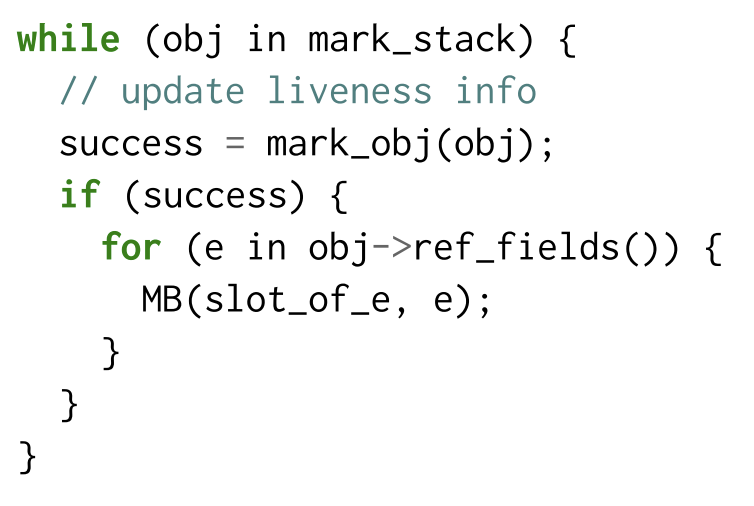 while (obj in mark_stack) {
  // update liveness info
  success = mark_obj(obj);
  if (success) {
    for (e in obj->ref_fields()) {
      MB(slot_of_e, e);
    }
  }
}